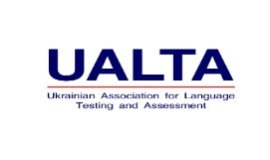 UALTA
Ukrainian Association for Language
Testing and Assessment